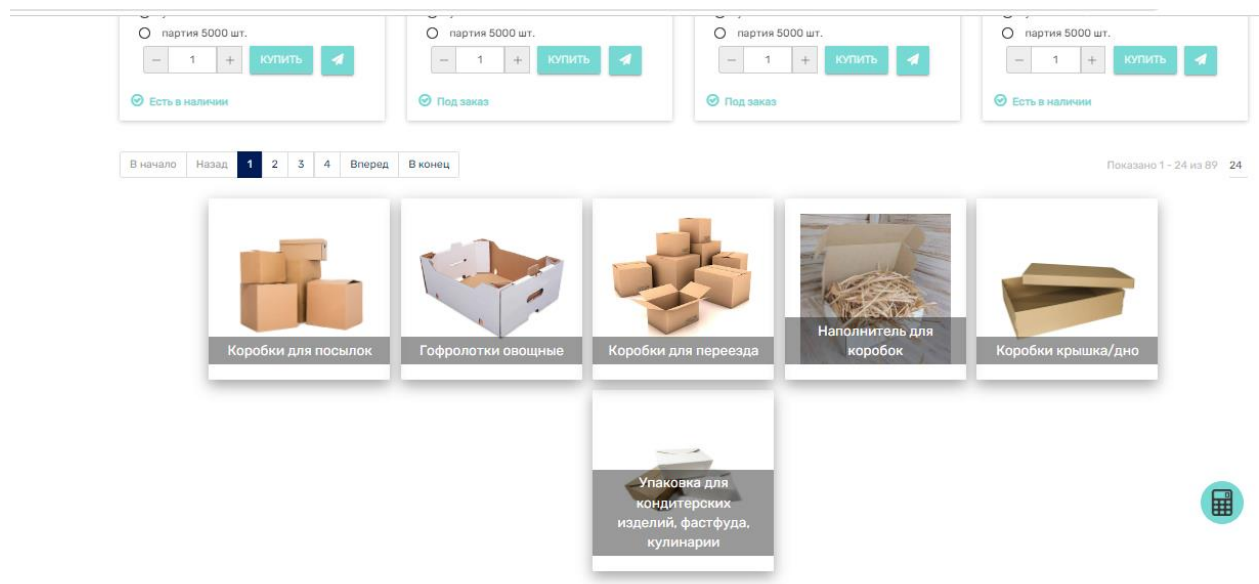 партия 5000 шт. партия 5000 шт. партия 5000 шт. партия 5000 шт.
− 1 + КУПИТЬ − 1 + КУПИТЬ − 1 + КУПИТЬ − 1 + КУПИТЬ
Есть в наличии Под заказ Под заказ Есть в наличии
В начало Назад 1 2 3 4 Вперед В конец Показано 1 - 24 из 89 24
Коробки для посылок
Гофролотки овощные
Коробки для переезда
Наполнитель для
коробок
Коробки крышка/дно
Упаковка для
кондитерских
изделий, фастфуда,
кулинарии